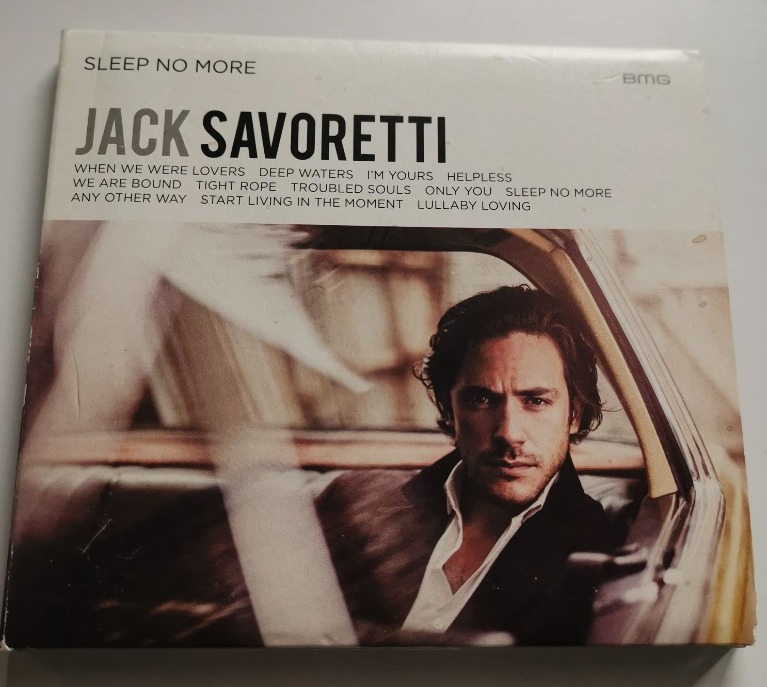 SLEEP NO MORE
BMG
JACK SAVORETTI
WHEN WE WERE LOVERS DEEP WATERS I'M YOURS HELPLESS
WE ARE BOUND TIGHT ROPE TROUBLED SOULS ONLY YOU SLEEP NO MORE
ANY OTHER WAY START LIVING IN THE MOMENT LULLABY LOVING